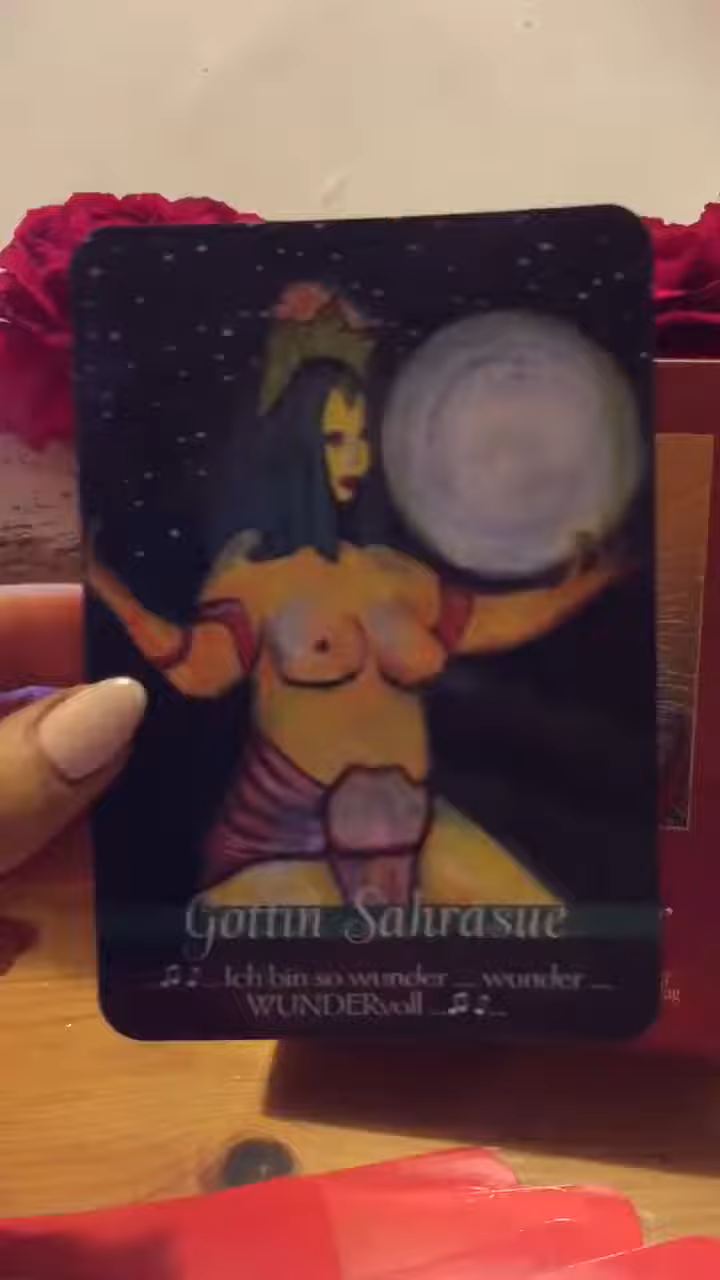 Göttin Sahrasue
♫♪... Ich bin so wunder ... wunder ...
WUNDERvoll ...♫♪...